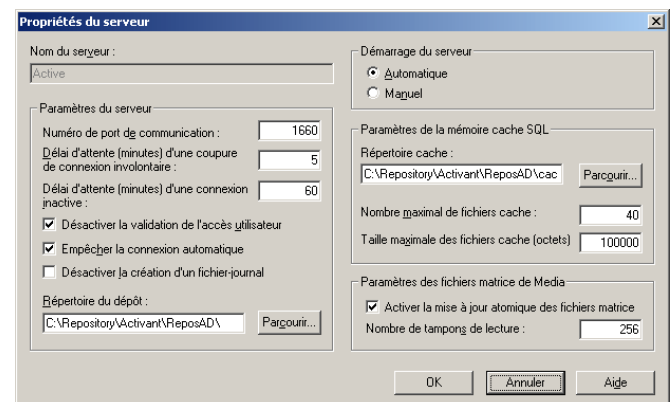 Propriétés du serveur
Nom du serveur :
Active
Paramètres du serveur
Numéro de port de communication :
1660
Délai d'attente (minutes) d'une coupure
de connexion involontaire :
5
Délai d'attente (minutes) d'une connexion
inactive :
60
Désactiver la validation de l'accès utilisateur
Empêcher la connexion automatique
Désactiver la création d'un fichier-journal
Répertoire du dépôt :
C:\Repository\Activant\ReposAD\
Parcourir...
Démarrage du serveur
Automatique
Manuel
Paramètres de la mémoire cache SQL
Répertoire cache :
C:\Repository\Activant\ReposAD\cac
Parcourir...
Nombre maximal de fichiers cache :
40
Taille maximale des fichiers cache (octets)
100000
Paramètres des fichiers matrice de Media
Activer la mise à jour atomique des fichiers matrice
Nombre de tampons de lecture :
256
OK
Annuler
Aide